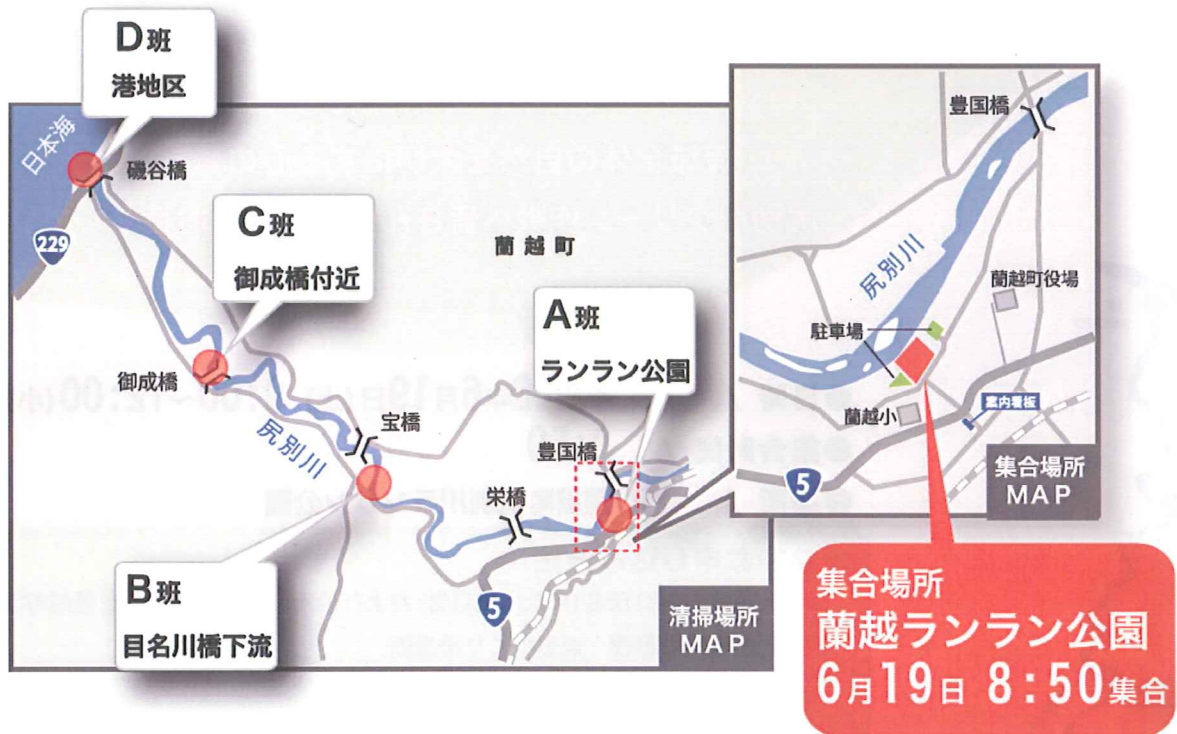 D班
港地区
日本海
磯谷橋
229
C班
御成橋付近
蘭越町
A班
ランラン公園
御成橋
尻別川
宝橋
豊国橋
栄橋
B班
目名川橋下流
5
清掃場所
MAP
豊国橋
尻別川
蘭越町役場
駐車場
蘭越小
案内看板
5
集合場所
MAP
集合場所
蘭越ランラン公園
6月19日 8:50集合